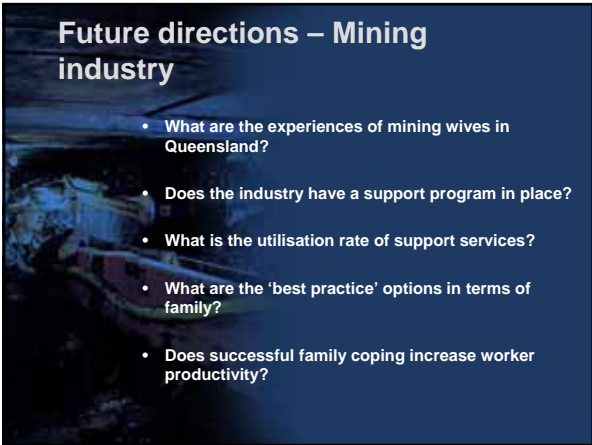 Future directions – Mining
industry
• What are the experiences of mining wives in
Queensland?
• Does the industry have a support program in place?
• What is the utilisation rate of support services?
• What are the ‘best practice’ options in terms of
family?
• Does successful family coping increase worker
productivity?